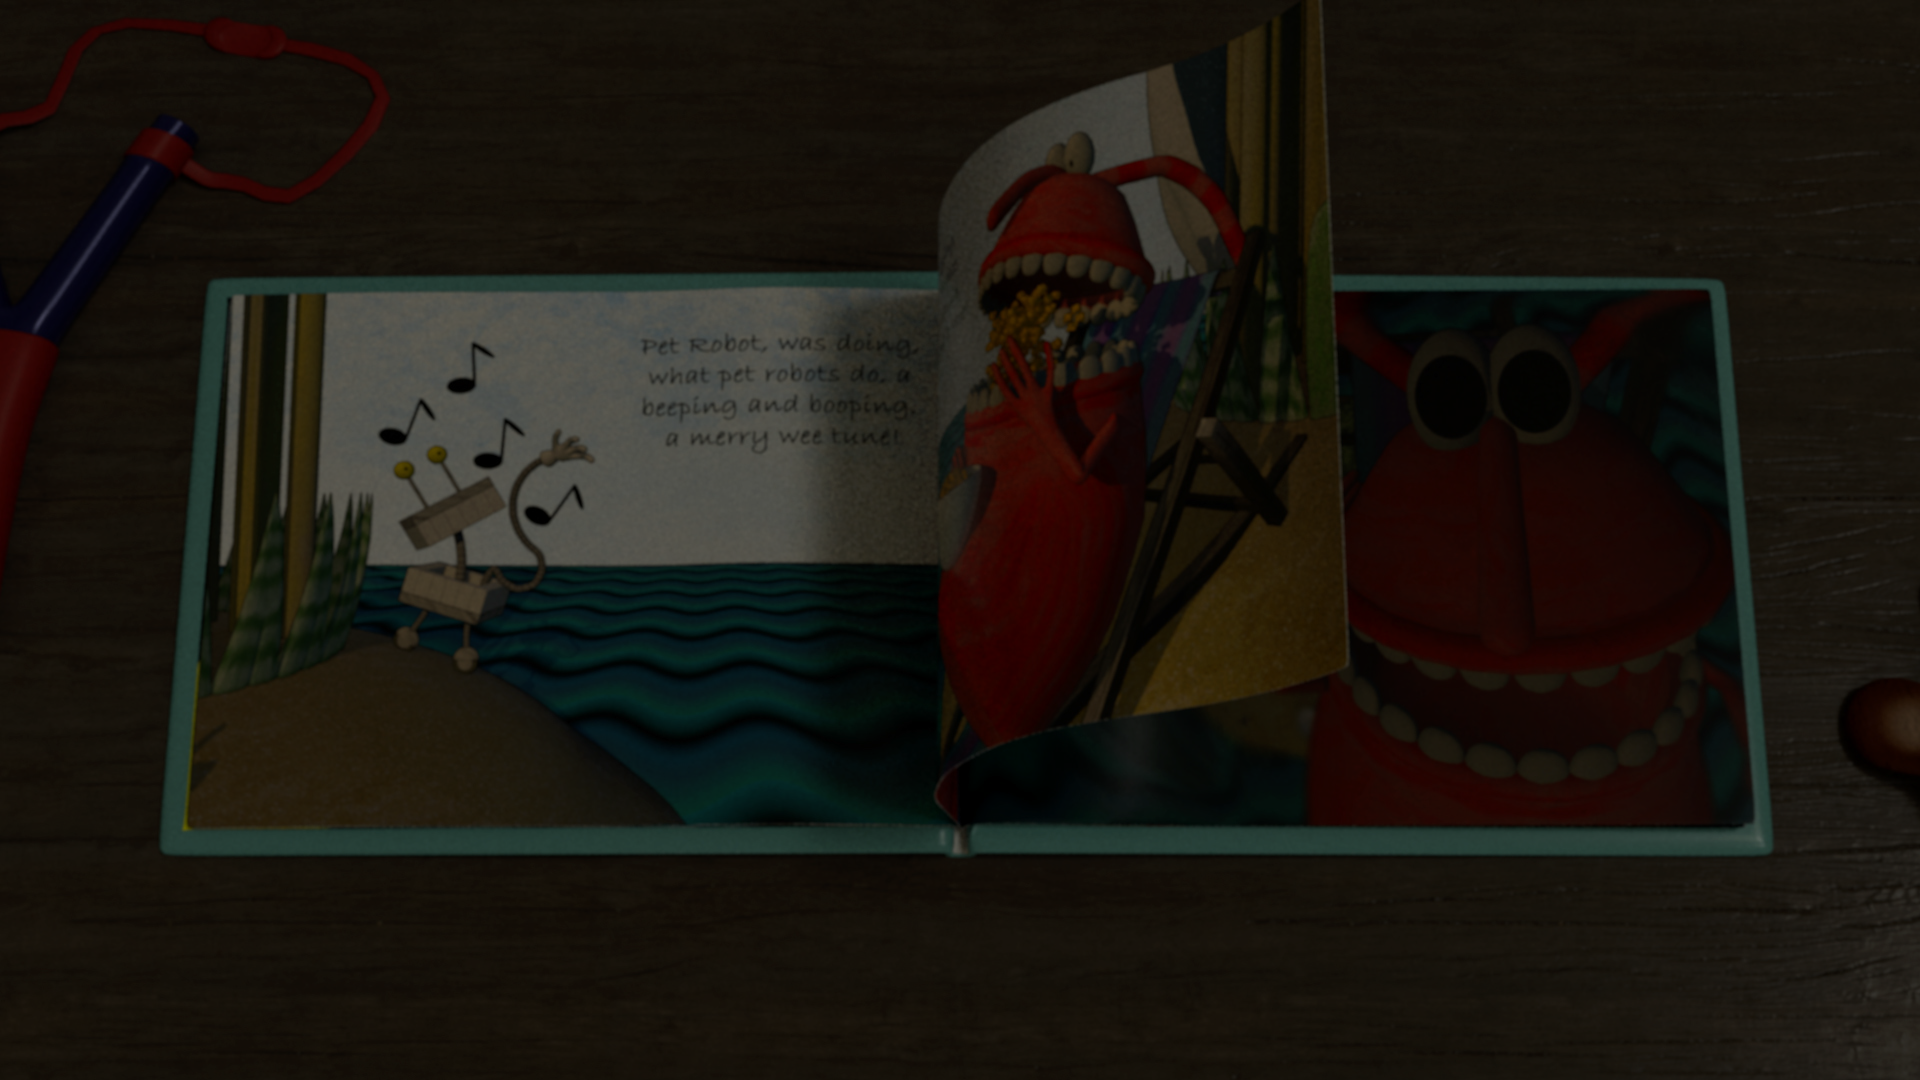 Pet Robot, was doing,
what pet robots do, a
beeping and booping,
a merry wee tune!